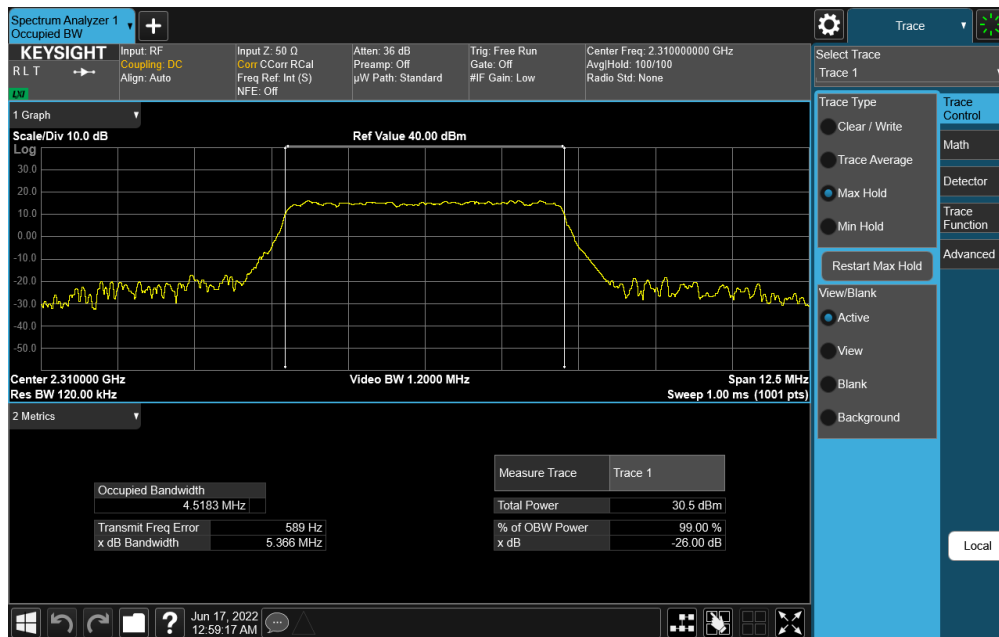 Spectrum Analyzer 1
Occupied BW
KEYSIGHT
R L T
LXI
Input: RF
Coupling: DC
Align: Auto
Input Z: 50 Ω
Corr CCorr RCal
Freq Ref: Int (S)
NFE: Off
Atten: 36 dB
Preamp: Off
µW Path: Standard
Trig: Free Run
Gate: Off
#IF Gain: Low
Center Freq: 2.310000000 GHz
Avg|Hold: 100/100
Radio Std: None
Trace
Select Trace
Trace 1
1 Graph
Scale/Div 10.0 dB
Ref Value 40.00 dBm
Log
30.0
20.0
10.0
0.00
-10.0
-20.0
-30.0
-40.0
-50.0
Center 2.310000 GHz
Video BW 1.2000 MHz
Span 12.5 MHz
Res BW 120.00 kHz
Sweep 1.00 ms (1001 pts)
Trace Type
Clear / Write
Trace Average
Max Hold
Min Hold
Restart Max Hold
View/Blank
Active
View
Blank
Background
Trace
Control
Math
Detector
Trace
Function
Advanced
Local
2 Metrics
Occupied Bandwidth
4.5183 MHz
Transmit Freq Error 589 Hz
x dB Bandwidth 5.366 MHz
Measure Trace Trace 1
Total Power 30.5 dBm
% of OBW Power 99.00 %
x dB -26.00 dB
?
Jun 17, 2022
12:59:17 AM